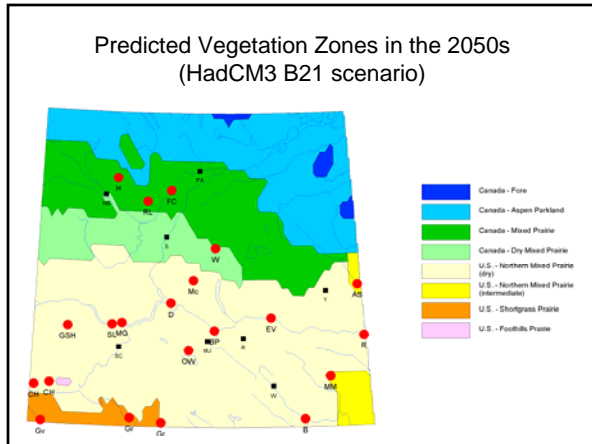 Predicted Vegetation Zones in the 2050s
(HadCM3 B21 scenario)
PA
H
NB
FC
RL
S
W
Mc
AS
Y
D
GSH
SL
MG
EV
BP
R
MJ
R
SC
OW
MM
CH
CH
W
Gv
Gr
Gr
B
Canada - Fore
Canada - Aspen Parkland
Canada - Mixed Prairie
Canada - Dry Mixed Prairie
U.S. - Northern Mixed Prairie
(dry)
U.S. - Northern Mixed Prairie
(intermediate)
U.S. - Shortgrass Prairie
U.S. - Foothills Prairie